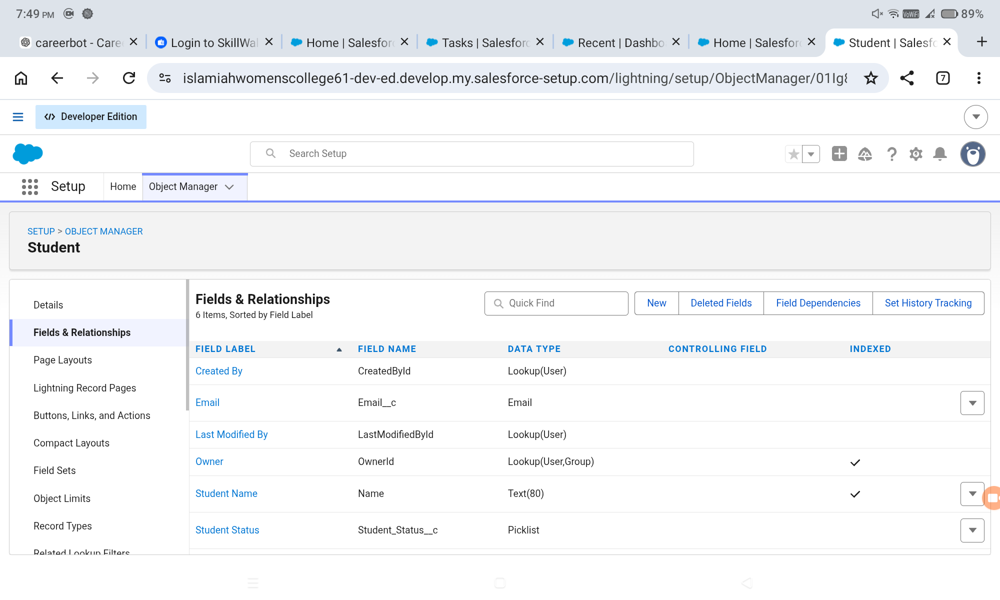 7:49 PM
VoWiFi
89%
careerbot - Caree
Login to SkillWal
Home | Salesforc
Tasks | Salesforc
Recent | Dashbo
Home | Salesforc
Student | Salesfo
islamiahwomenscollege61-dev-ed.develop.my.salesforce-setup.com/lightning/setup/ObjectManager/01Ig8
7
Developer Edition
Search Setup
Setup
Home
Object Manager
SETUP > OBJECT MANAGER
Student
Details
Fields & Relationships
Page Layouts
Lightning Record Pages
Buttons, Links, and Actions
Compact Layouts
Field Sets
Object Limits
Record Types
Related Lookup Filters
Fields & Relationships
6 Items, Sorted by Field Label
Quick Find
New
Deleted Fields
Field Dependencies
Set History Tracking
FIELD LABEL FIELD NAME DATA TYPE CONTROLLING FIELD INDEXED
Created By CreatedById Lookup(User)
Email Email__c Email
Last Modified By LastModifiedById Lookup(User)
Owner OwnerId Lookup(User,Group)
Student Name Name Text(80)
Student Status Student_Status__c Picklist